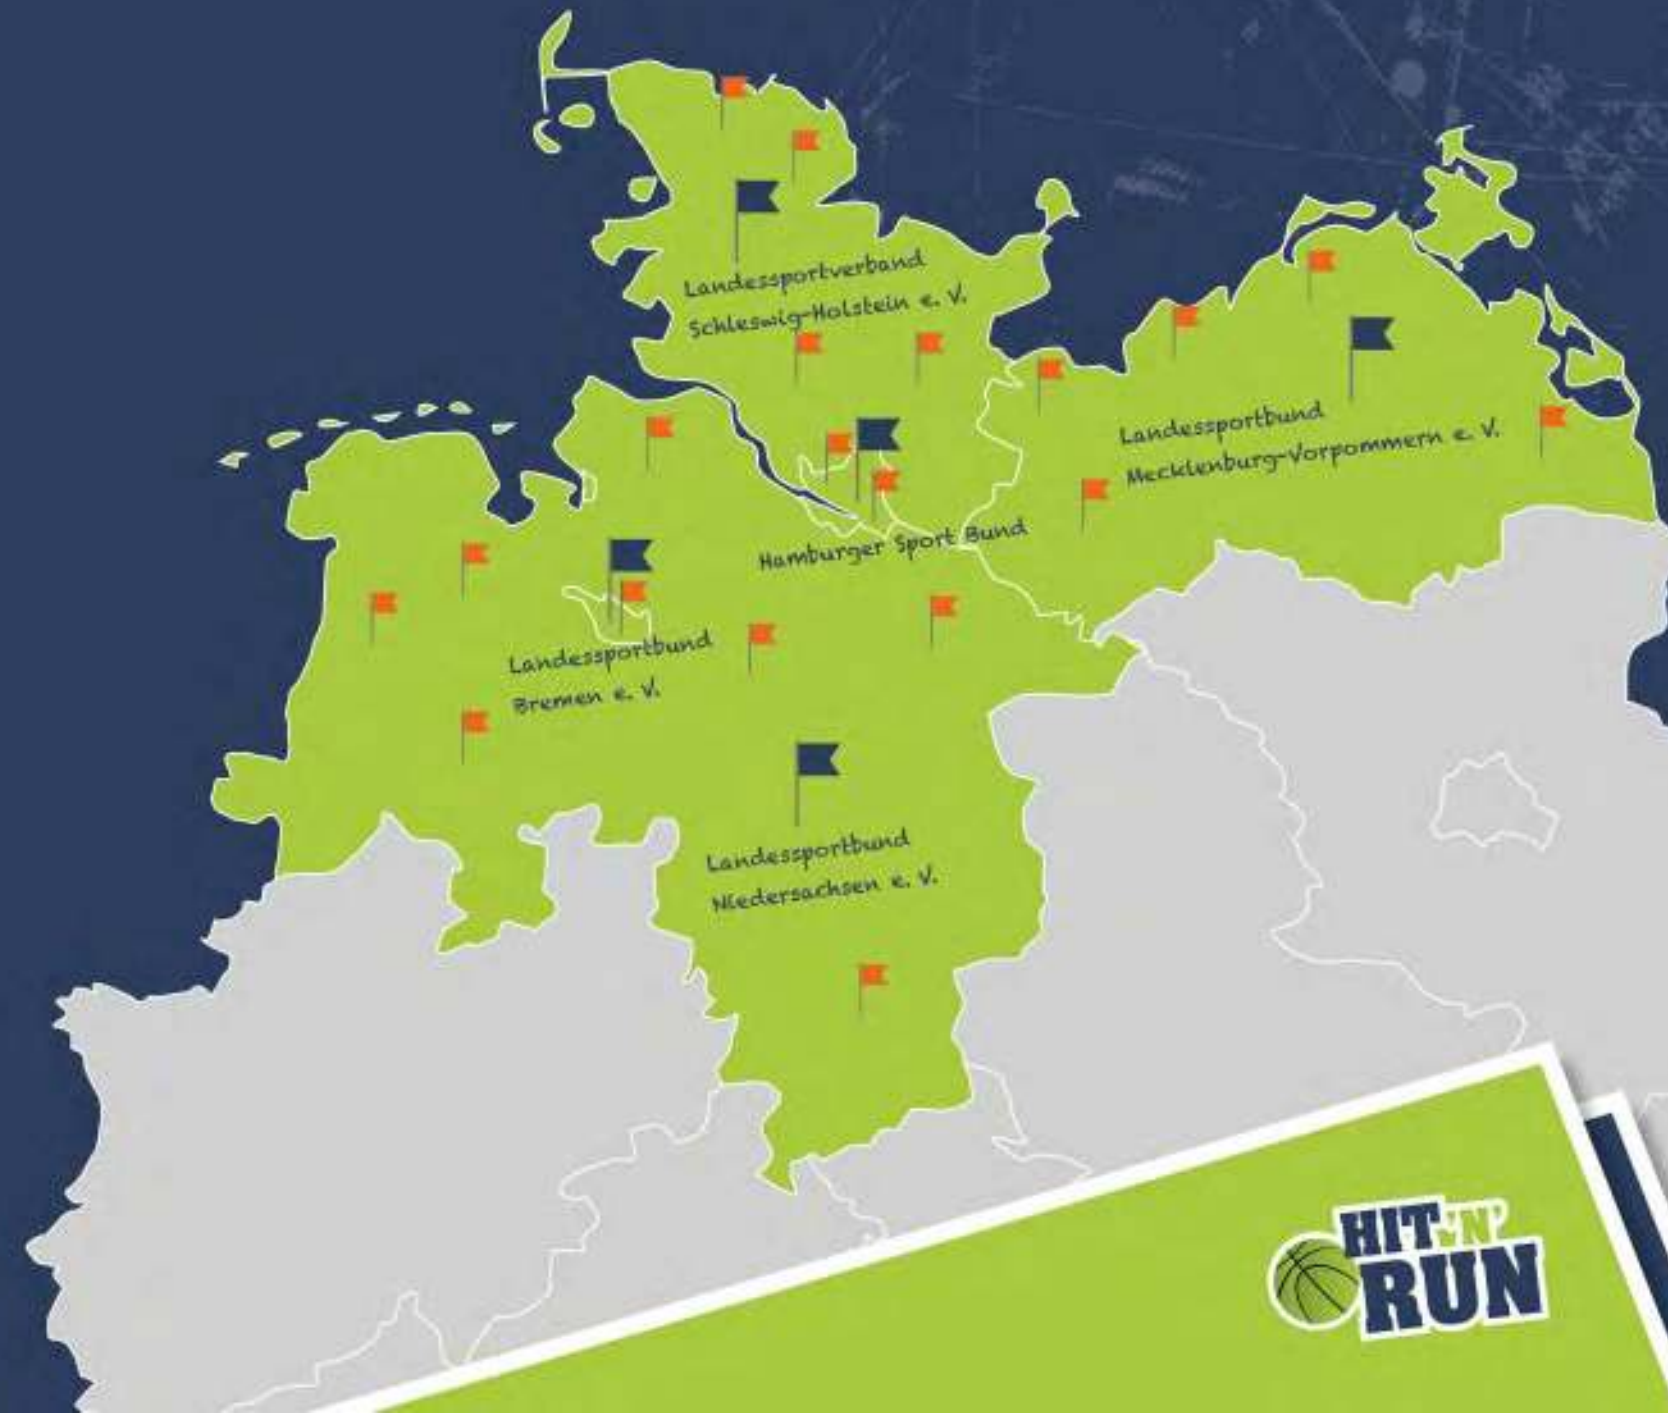 Landessportverband
Schleswig-Holstein e. V.
Landessportbund
Mecklenburg-Vorpommern e. V.
Hamburger Sport Bund
Landessportbund
Bremen e. V.
Landessportbund
Niedersachsen e. V.
HIT 'N'
RUN